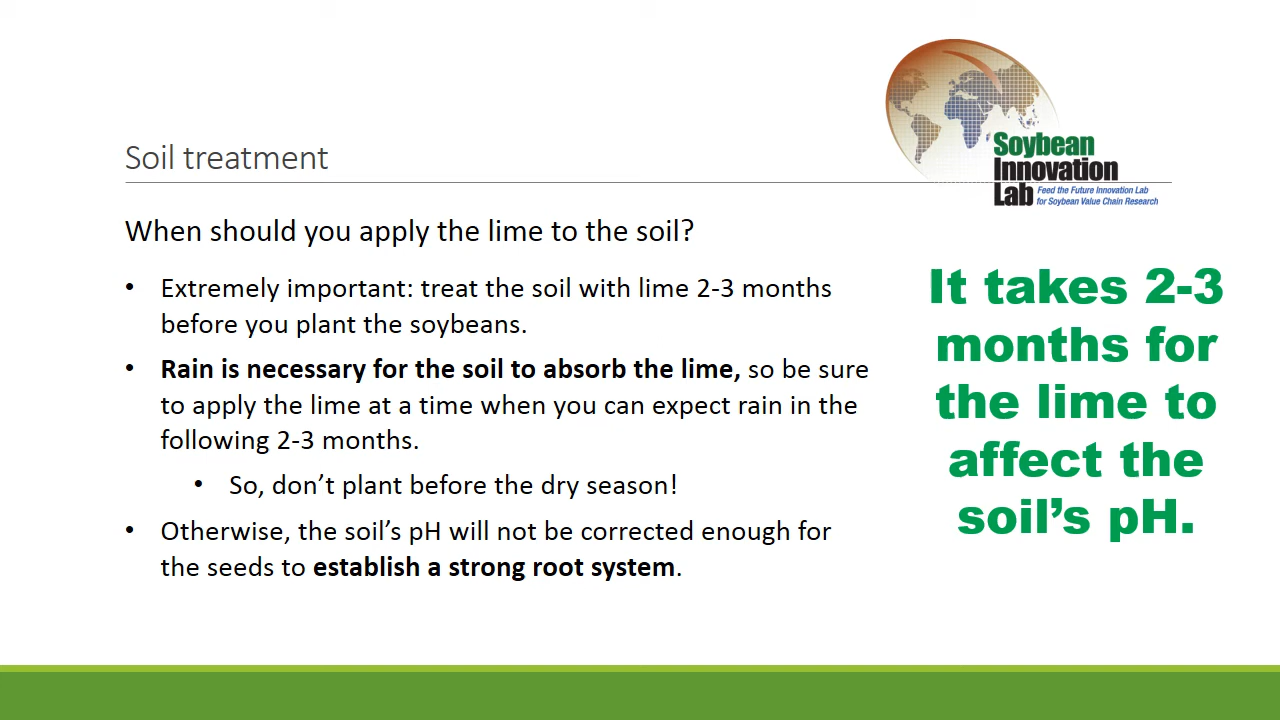 Soil treatment
Soybean
Innovation
Lab
Feed the Future Innovation Lab
for Soybean Value Chain Research
When should you apply the lime to the soil?
• Extremely important: treat the soil with lime 2-3 months
before you plant the soybeans.
• Rain is necessary for the soil to absorb the lime, so be sure
to apply the lime at a time when you can expect rain in the
following 2-3 months.
• So, don’t plant before the dry season!
• Otherwise, the soil’s pH will not be corrected enough for
the seeds to establish a strong root system.
It takes 2-3
months for
the lime to
affect the
soil’s pH.